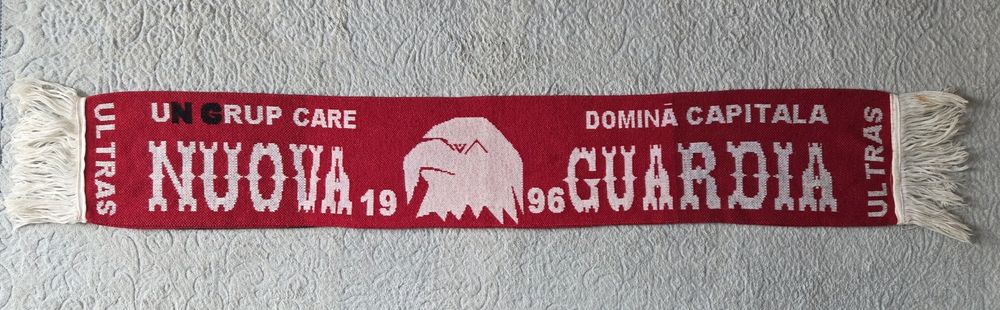 ULTRAS
UN GRUP CARE
DOMINĂ CAPITALA
NUOVA 19 96 GUARDIA
ULTRAS